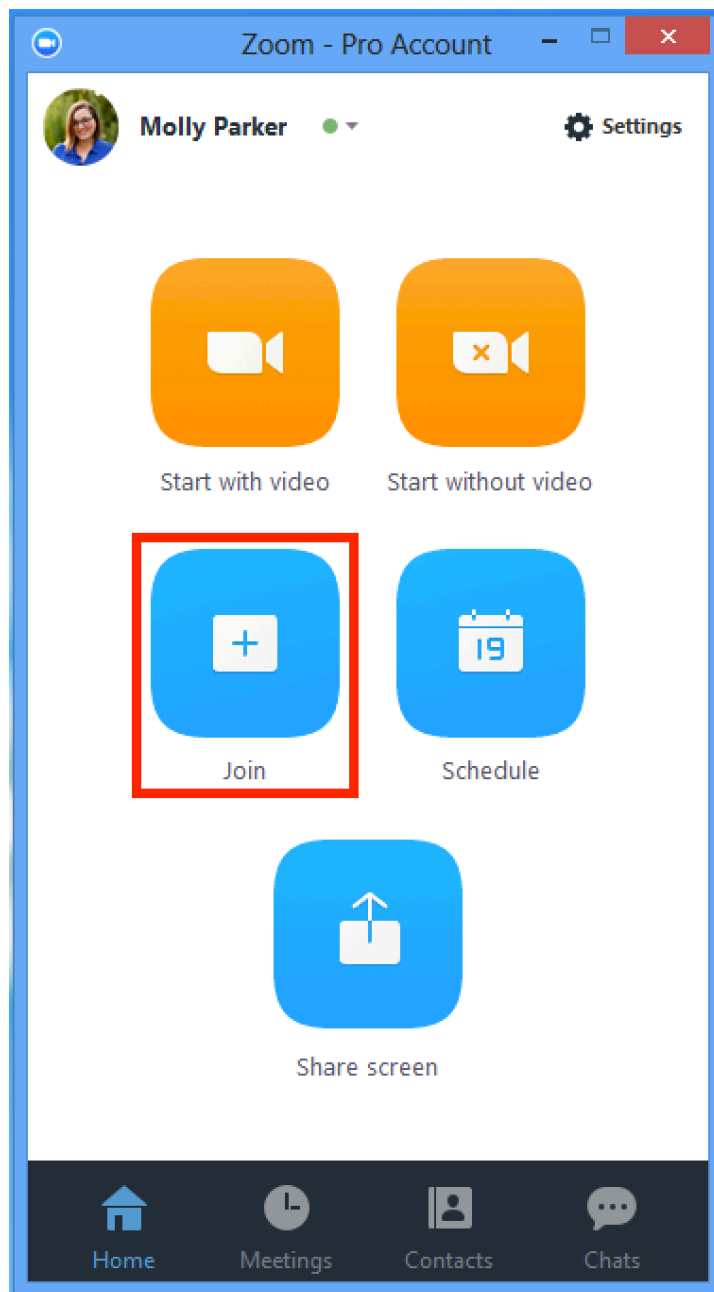 Zoom - Pro Account
Molly Parker
Settings
Start with video
Start without video
19
Join
Schedule
Share screen
Home
Meetings
Contacts
Chats